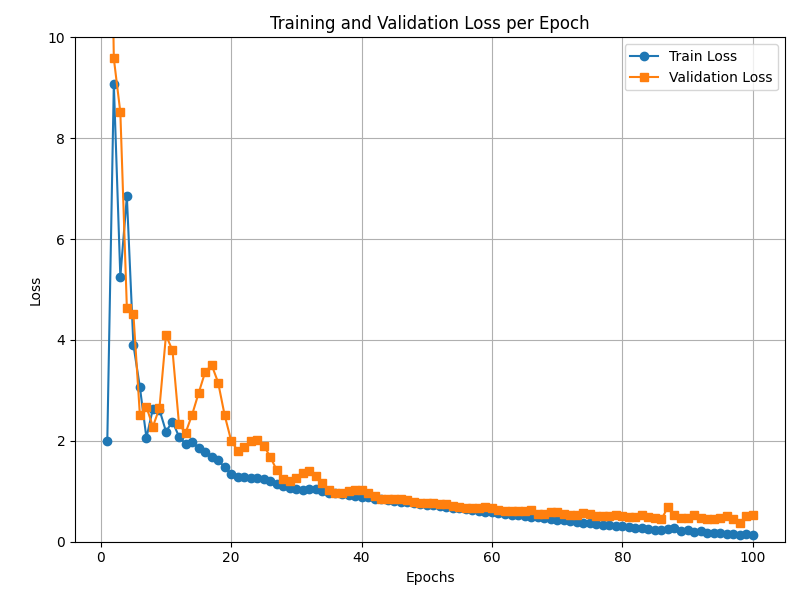 Training and Validation Loss per Epoch
Train Loss
Validation Loss
Loss
10
8
6
4
2
0
0 20 40 60 80 100
Epochs